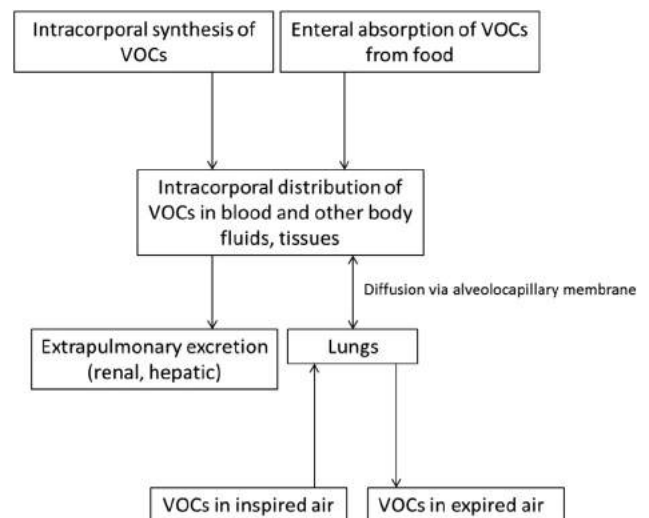 Intracorporal synthesis of
VOCs
Enteral absorption of VOCs
from food
Intracorporal distribution of
VOCs in blood and other body
fluids, tissues
Diffusion via alveolocapillary membrane
Extrapulmonary excretion
(renal, hepatic)
Lungs
VOCs in inspired air
VOCs in expired air